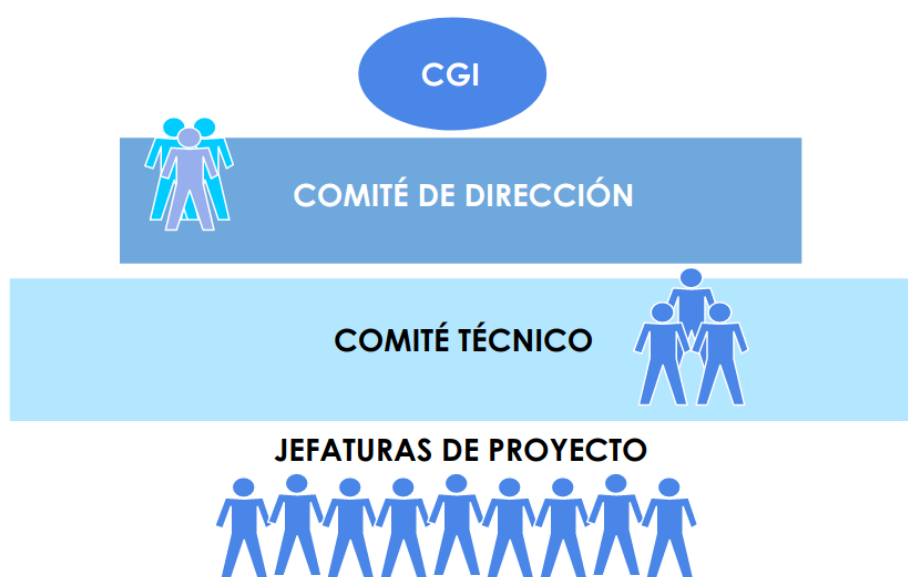 CGI
COMITÉ DE DIRECCIÓN
COMITÉ TÉCNICO
JEFATURAS DE PROYECTO